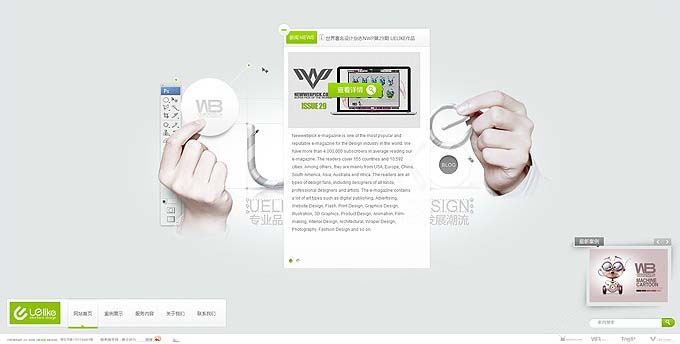 新闻 NEWS
世界著名设计杂志NWP第29期 UELIKE作品
Ps
WB
NEWWEBPICK.COM
ISSUE29
查看详情
Newwebpick e-magazine is one of the most popular and
reputable e-magazine for the design industry in the world. We
have more than 4,000,000 subscribers in average reading our
e-magazine. The readers cover 165 countries and 10,592
cities. Among others, they are mainly from USA, Europe, China,
South America, Asia, Australia and Africa. The readers are all
types of design fans, including designers of all kinds,
professional designers and artists. The e-magazine contains
a lot of art types such as digital publishing, Advertising,
Website Design, Flash, Print Design, Graphics Design,
Illustration, 3D Graphics, Product Design, Animation, Film-
making, Interior Design, Architectural, Wraper Design,
Photography, Fashion Design and so on.
BLOG
UELI
SIGN
专业品
发展潮流
最新案例
WB
MACHINE
CARTOON
Uelike
网站首页
案例展示
服务内容
关于我们
联系我们
站内搜索
English